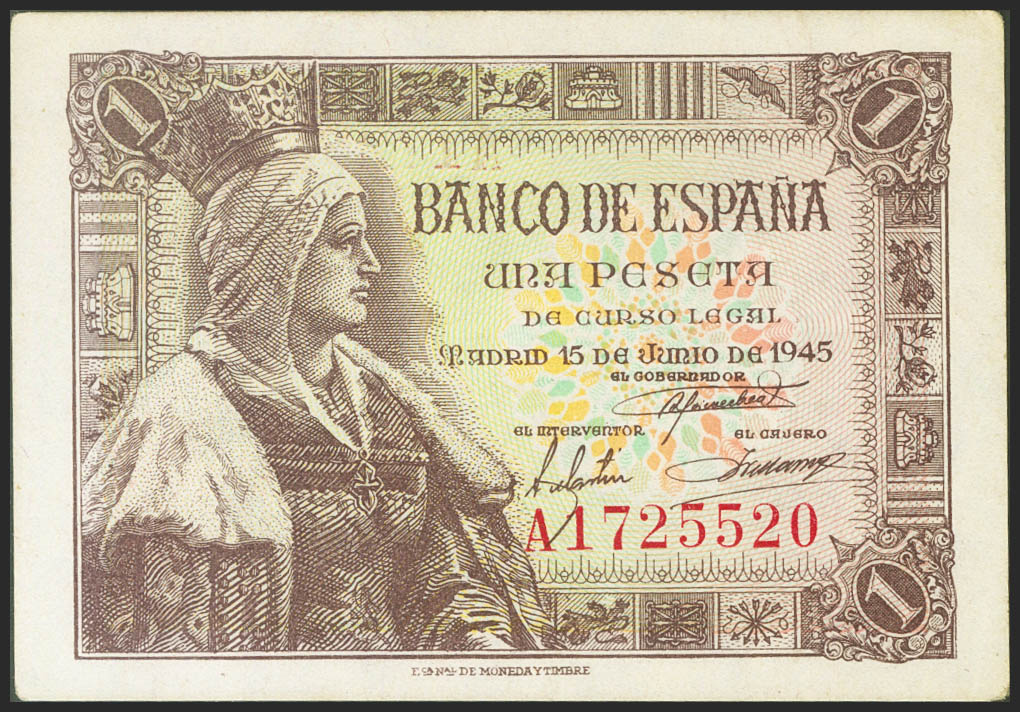 1 1
BANCO DE ESPAÑA
UNA PESETA
DE CURSO LEGAL
MADRID 15 DE JUNIO DE 1945
EL GOBERNADOR
EL INTERVENTOR EL CAJERO
A1725520
1
F.CA NAL. DE MONEDA Y TIMBRE